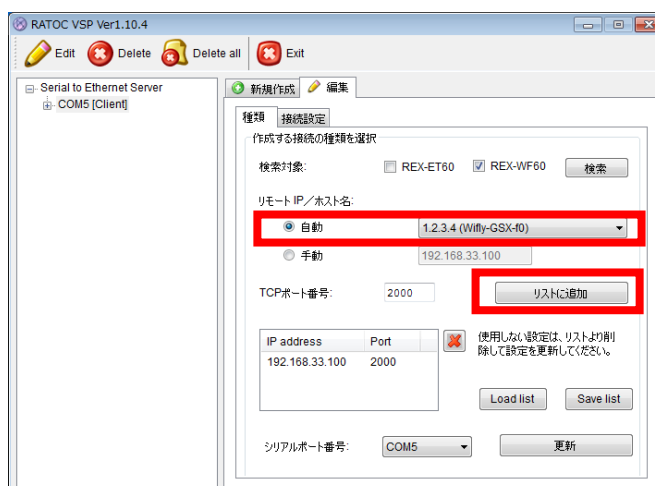 RATOC VSP Ver1.10.4
Edit Delete Delete all Exit
Serial to Ethernet Server
COM5 [Client]
新規作成 編集
種類 接続設定
作成する接続の種類を選択
検索対象: REX-ET60 REX-WF60 検索
リモート IP/ホスト名:
自動 1.2.3.4 (Wifly-GSX-f0)
手動 192.168.33.100
TCPポート番号: 2000 リストに追加
IP address Port
192.168.33.100 2000
使用しない設定は、リストより削
除して設定を更新してください。
Load list Save list
シリアルポート番号: COM5 更新